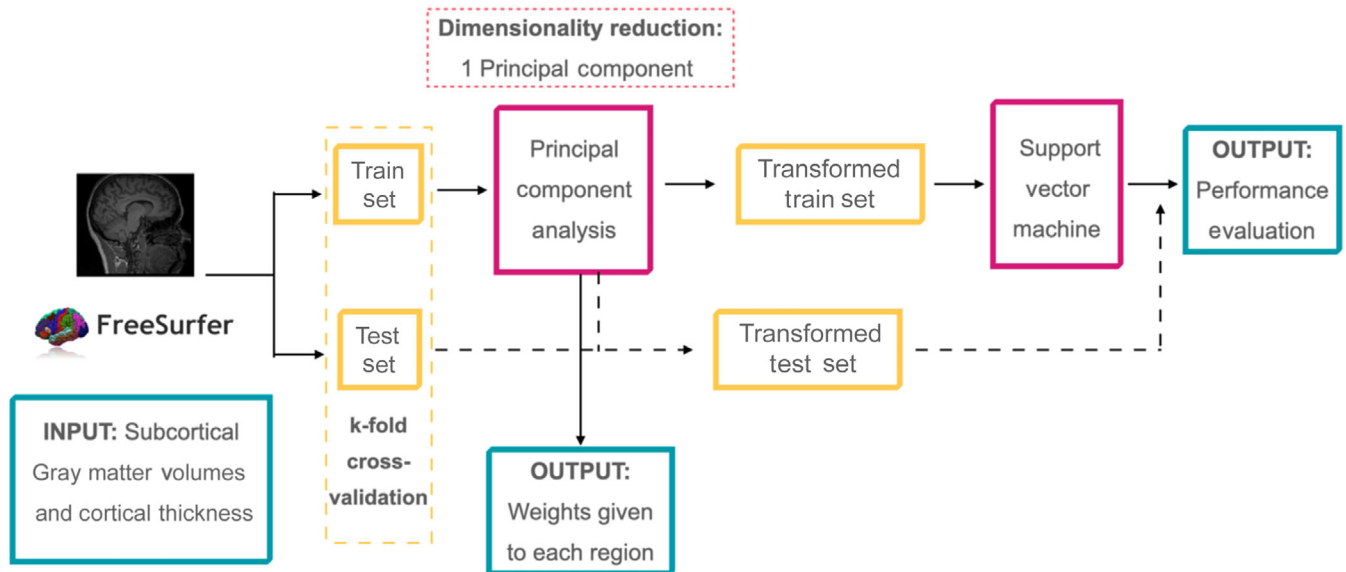 Dimensionality reduction:
1 Principal component
Train
set
Principal
component
analysis
Transformed
train set
Support
vector
machine
OUTPUT:
Performance
evaluation
FreeSurfer
Test
set
Transformed
test set
INPUT: Subcortical
Gray matter volumes
and cortical thickness
k-fold
cross-
validation
OUTPUT:
Weights given
to each region